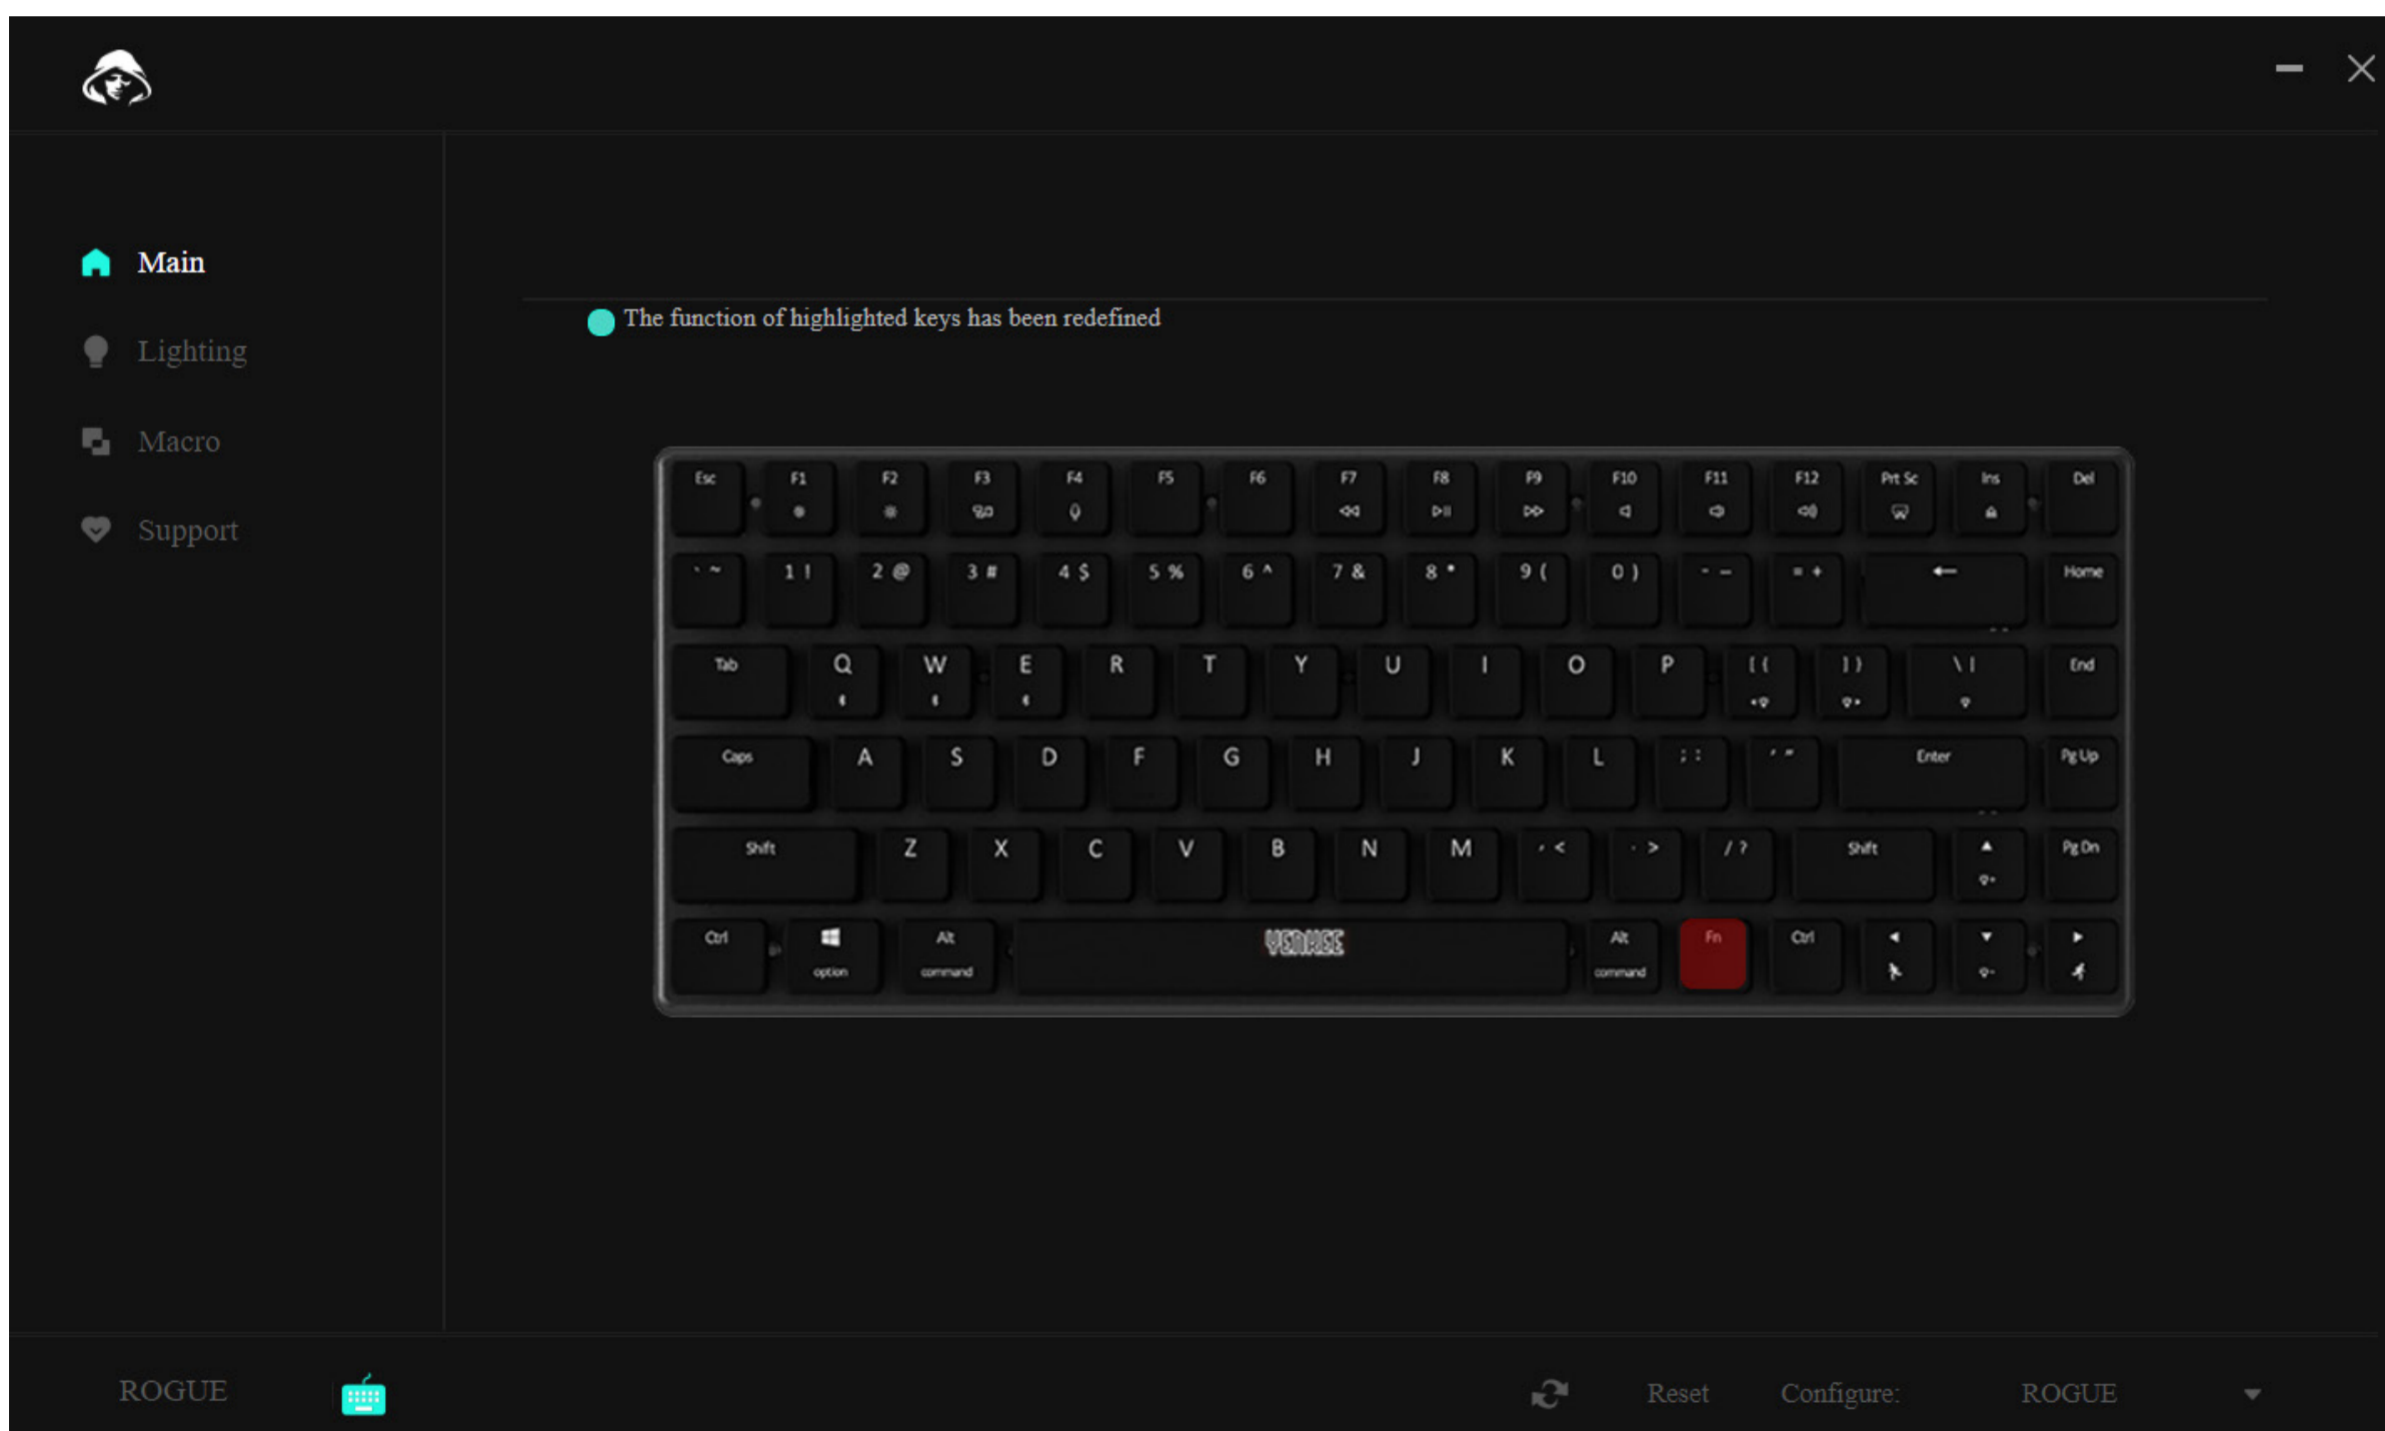 Main
Lighting
Macro
Support
The function of highlighted keys has been redefined
Esc F1 F2 F3 F4 F5 F6 F7 F8 F9 F10 F11 F12 Prt Sc Ins Del
` ~ 1 ! 2 @ 3 # 4 $ 5 % 6 ^ 7 & 8 * 9 ( 0 ) - _ = + ← Home
Tab Q W E R T Y U I O P [ { ] } \ | End
Caps A S D F G H J K L ; : ' " Enter Pg Up
Shift Z X C V B N M , < . > / ? Shift Pg Dn
Ctrl option Alt command YENKEE Alt command Fn Ctrl
ROGUE
Reset Configure: ROGUE